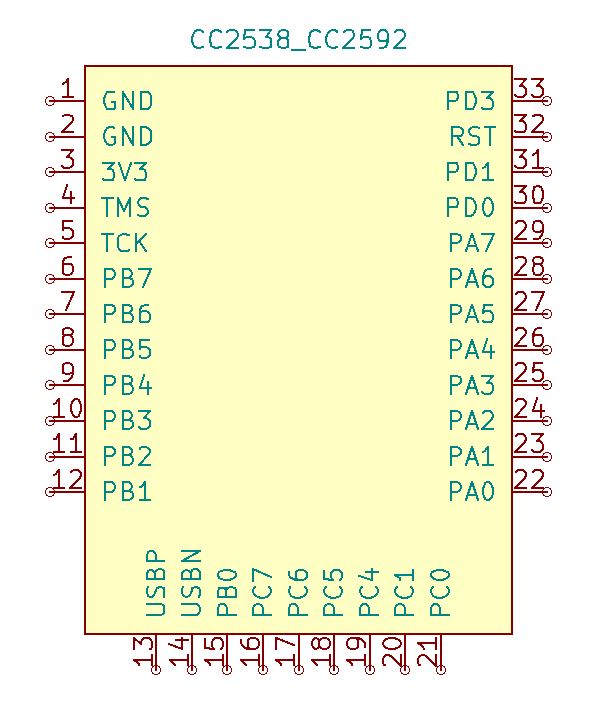 CC2538_CC2592
1 GND PD3 33
2 GND RST 32
3 3V3 PD1 31
4 TMS PD0 30
5 TCK PA7 29
6 PB7 PA6 28
7 PB6 PA5 27
8 PB5 PA4 26
9 PB4 PA3 25
10 PB3 PA2 24
11 PB2 PA1 23
12 PB1 PA0 22
USBP USBN PB0 PC7 PC6 PC5 PC4 PC1 PC0
13 14 15 16 17 18 19 20 21